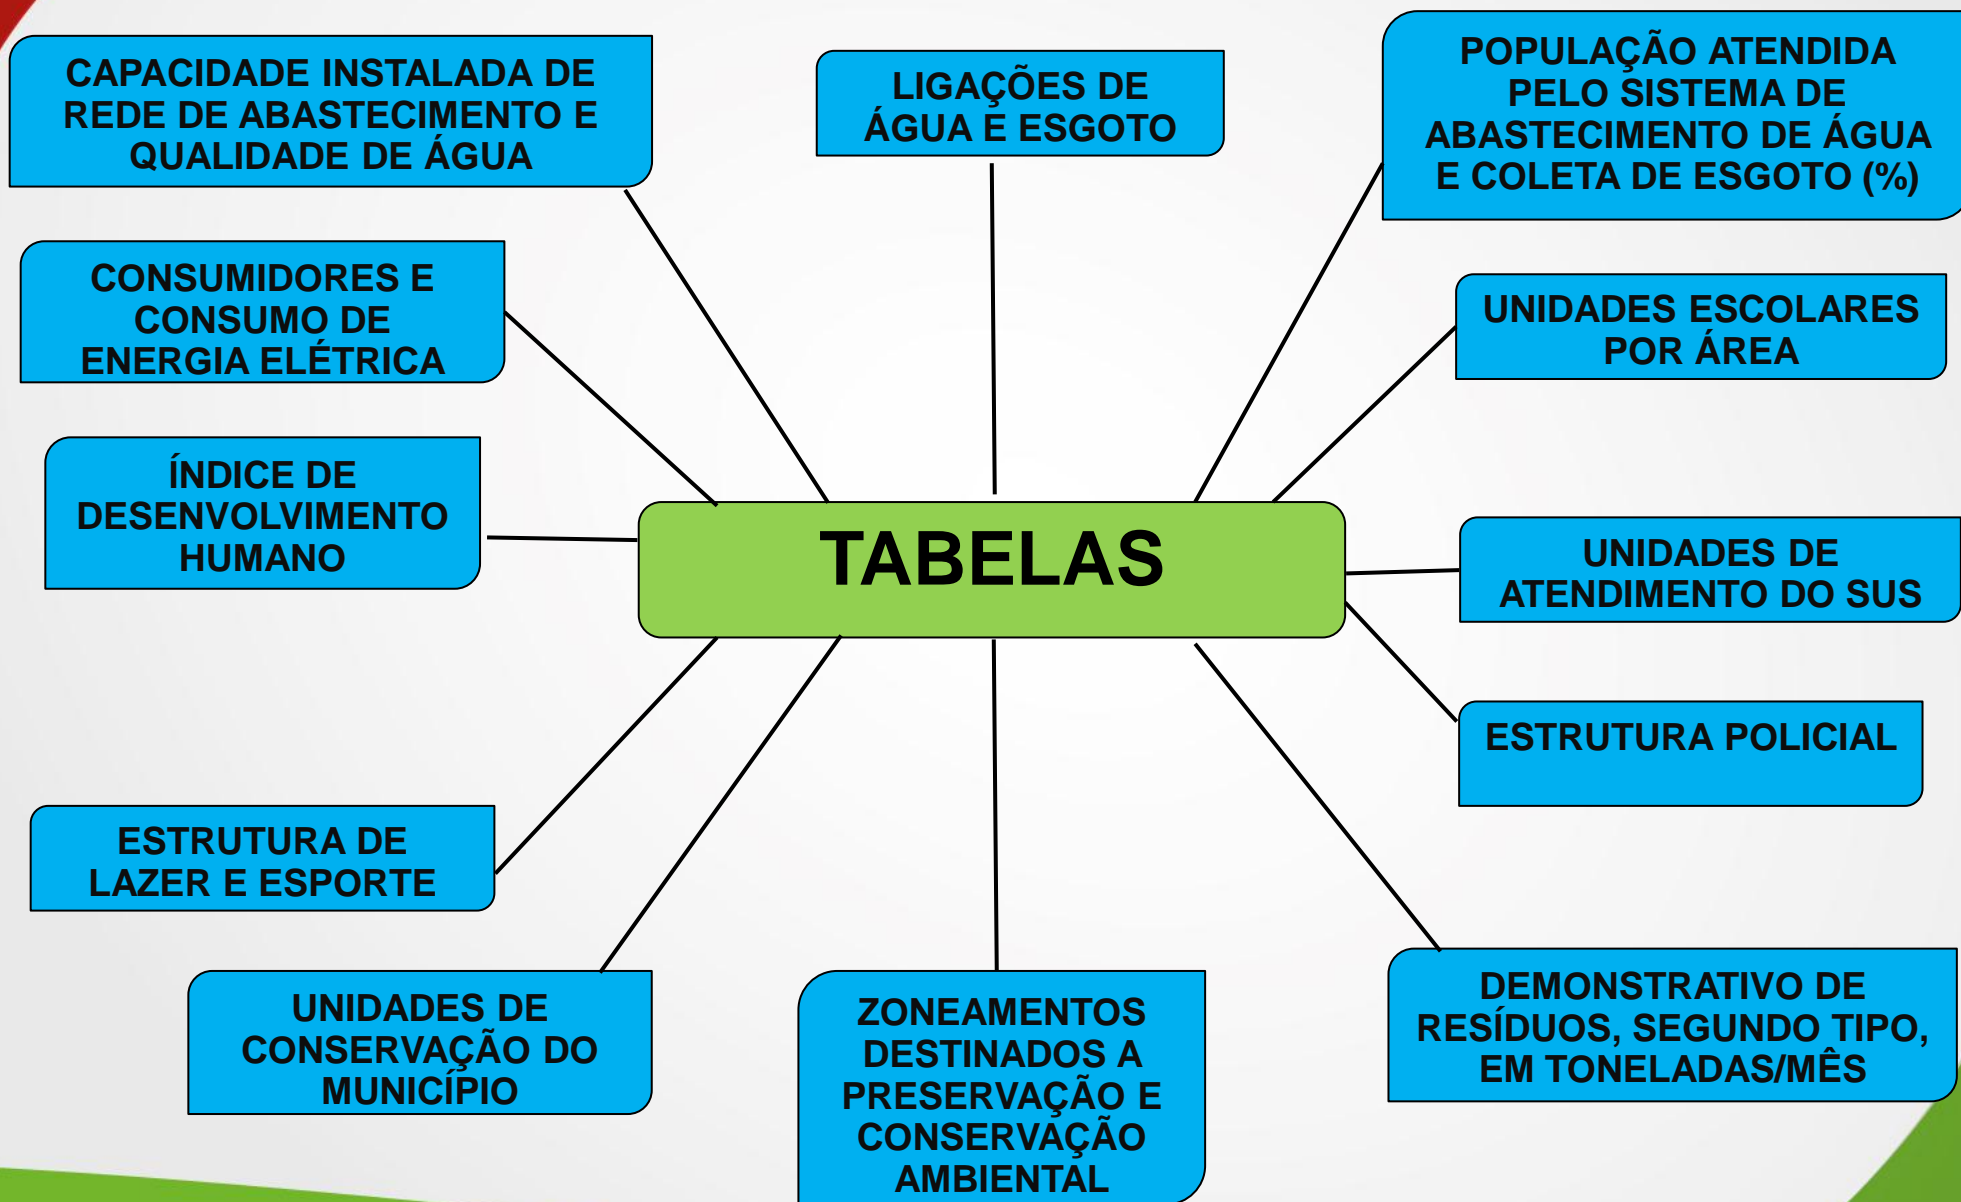 CAPACIDADE INSTALADA DE
REDE DE ABASTECIMENTO E
QUALIDADE DE ÁGUA
LIGAÇÕES DE
ÁGUA E ESGOTO
POPULAÇÃO ATENDIDA
PELO SISTEMA DE
ABASTECIMENTO DE ÁGUA
E COLETA DE ESGOTO (%)
CONSUMIDORES E
CONSUMO DE
ENERGIA ELÉTRICA
UNIDADES ESCOLARES
POR ÁREA
ÍNDICE DE
DESENVOLVIMENTO
HUMANO
TABELAS
UNIDADES DE
ATENDIMENTO DO SUS
ESTRUTURA POLICIAL
ESTRUTURA DE
LAZER E ESPORTE
UNIDADES DE
CONSERVAÇÃO DO
MUNICÍPIO
ZONEAMENTOS
DESTINADOS A
PRESERVAÇÃO E
CONSERVAÇÃO
AMBIENTAL
DEMONSTRATIVO DE
RESÍDUOS, SEGUNDO TIPO,
EM TONELADAS/MÊS